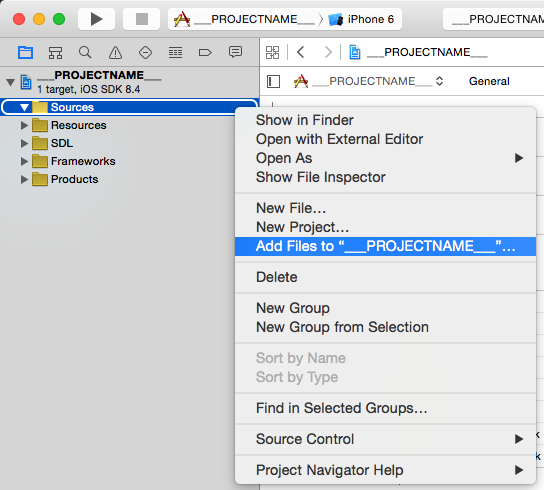 ___PROJECTNAME___ iPhone 6
___PROJECTNAM
___PROJECTNAME___
1 target, iOS SDK 8.4
___PROJECTNAME___
___PROJECTNAME___ General
Sources
Resources
SDL
Frameworks
Products
Show in Finder
Open with External Editor
Open As
Show File Inspector
New File…
New Project…
Add Files to “___PROJECTNAME___”…
Delete
New Group
New Group from Selection
Sort by Name
Sort by Type
Find in Selected Groups…
Source Control
Project Navigator Help